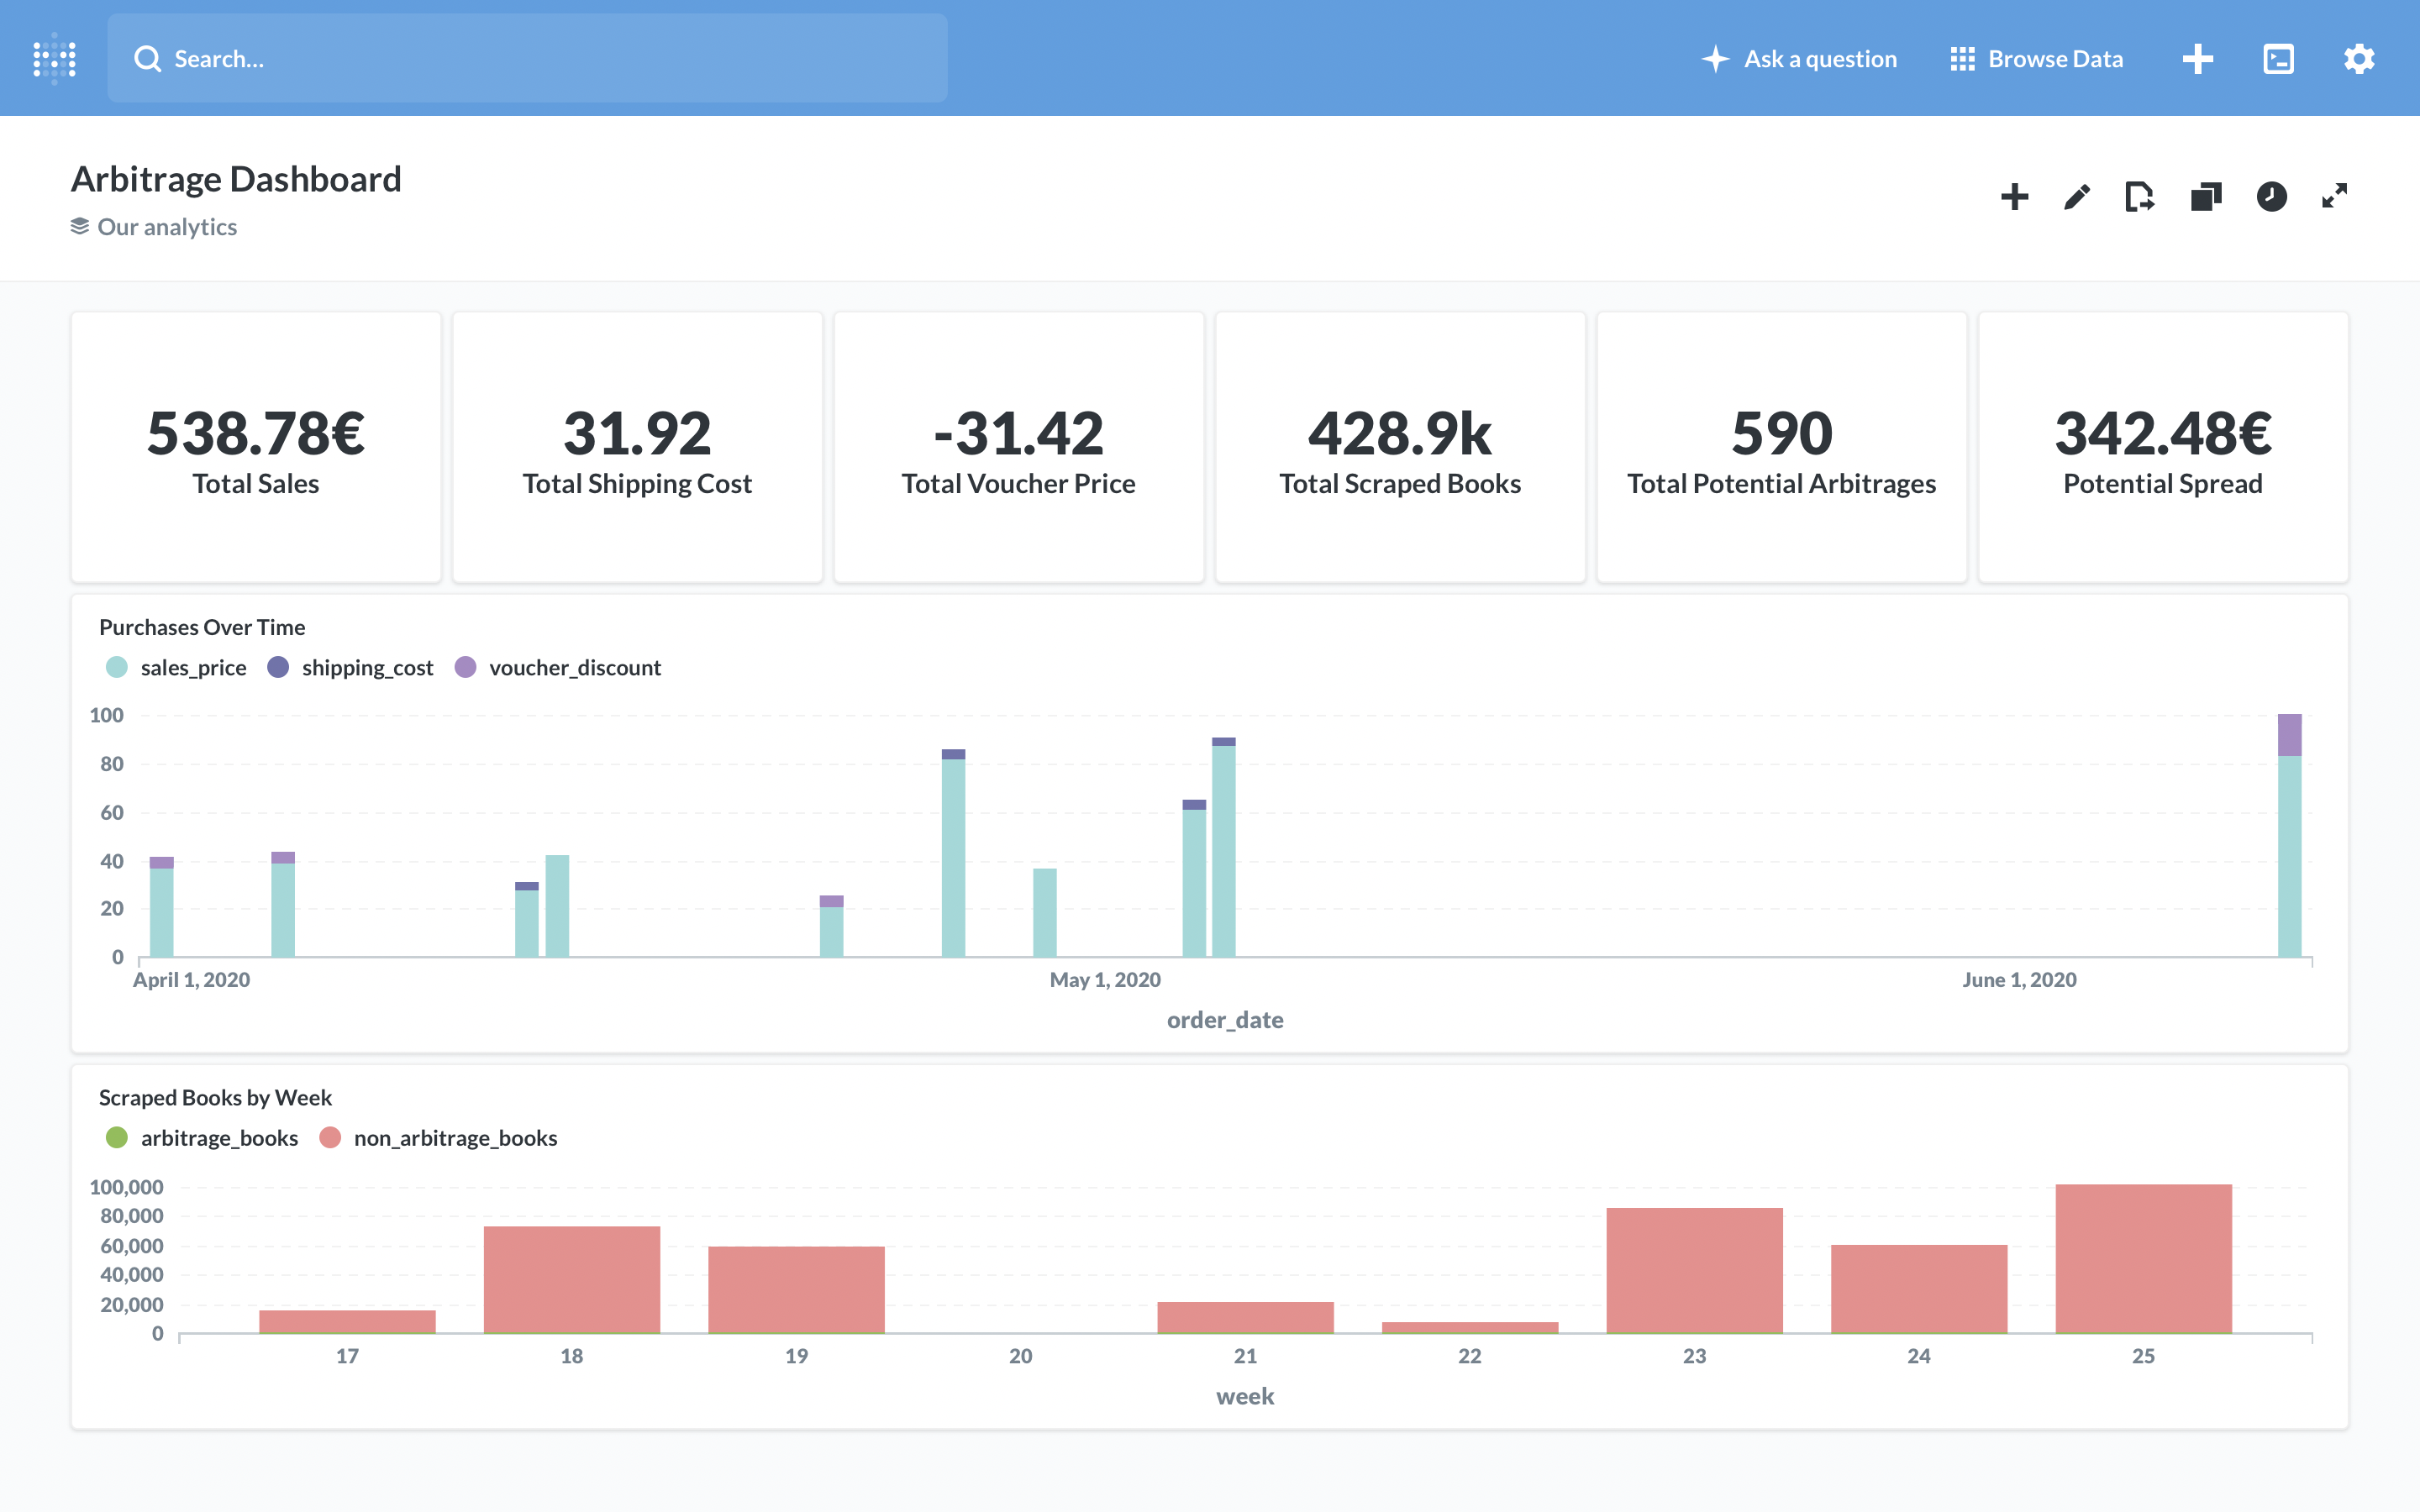 Search...
Ask a question
Browse Data
Arbitrage Dashboard
Our analytics
538.78€
Total Sales
31.92
Total Shipping Cost
-31.42
Total Voucher Price
428.9k
Total Scraped Books
590
Total Potential Arbitrages
342.48€
Potential Spread
Purchases Over Time
sales_price shipping_cost voucher_discount
100
80
60
40
20
0
April 1, 2020 May 1, 2020 June 1, 2020
order_date
Scraped Books by Week
arbitrage_books non_arbitrage_books
100,000
80,000
60,000
40,000
20,000
0
17 18 19 20 21 22 23 24 25
week